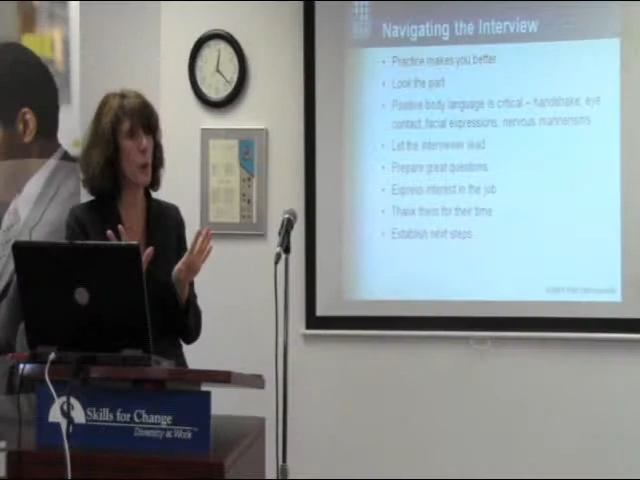 Navigating the Interview
• Practice makes you better
• Look the part
• Positive body language is critical – handshake, eye
contact, facial expressions, nervous mannerisms
• Let the interviewer lead
• Prepare great questions
• Express interest in the job
• Thank them for their time
• Establish next steps
Skills for Change
Diversity at Work